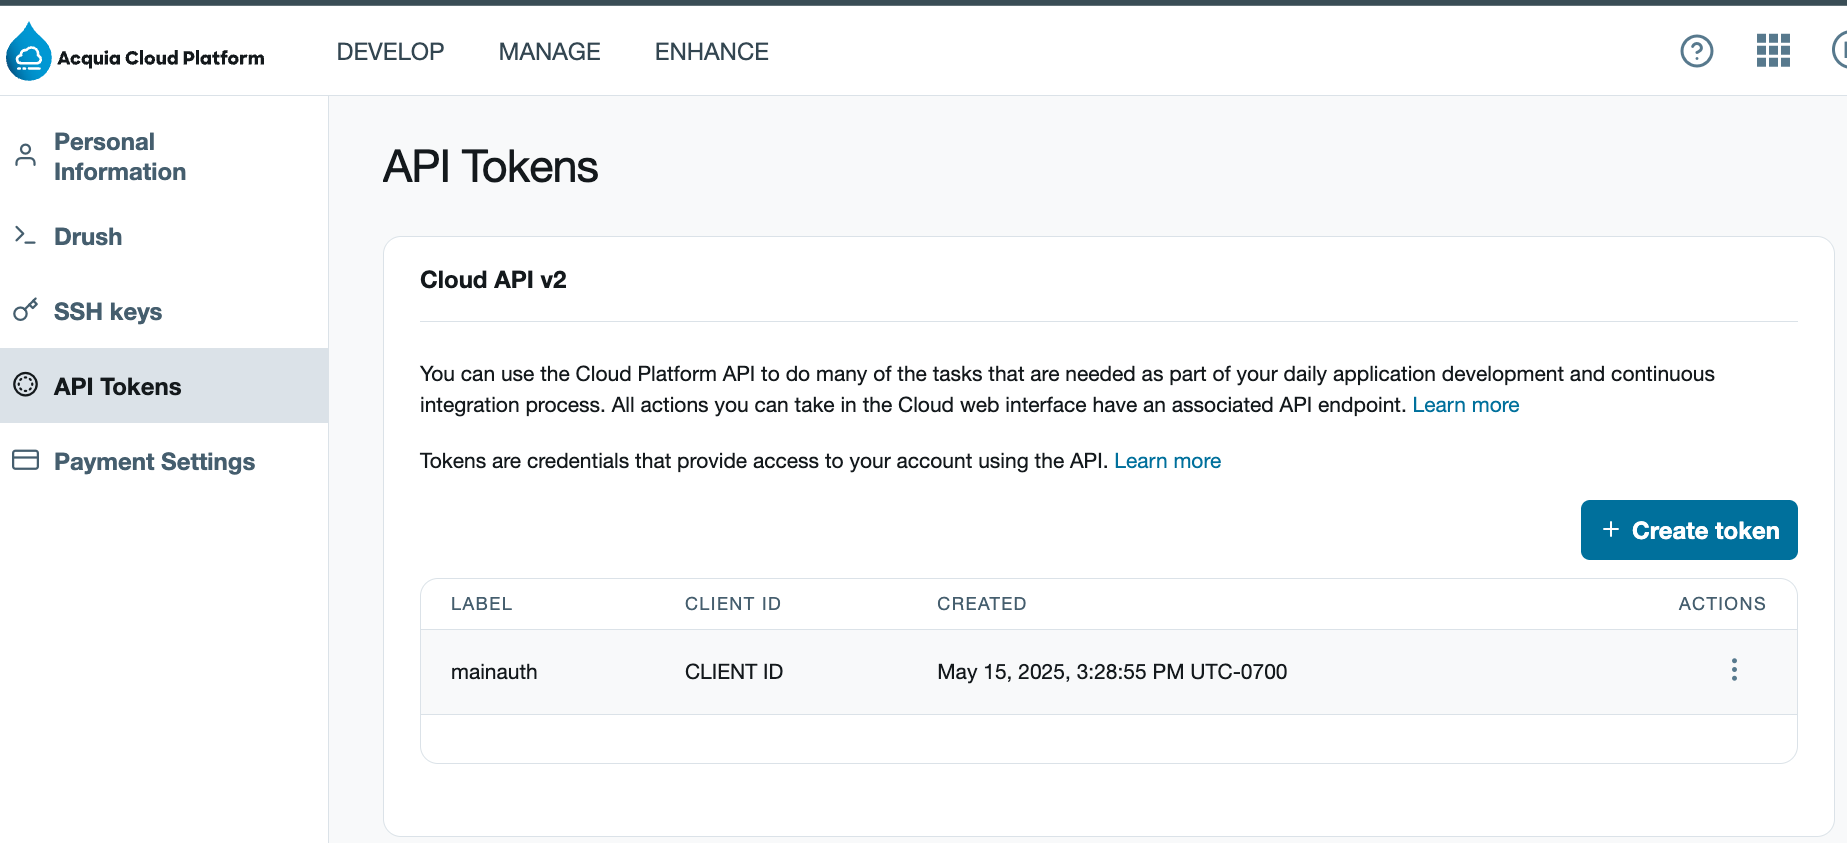 Acquia Cloud Platform
DEVELOP
MANAGE
ENHANCE
Personal
Information
Drush
SSH keys
API Tokens
Payment Settings
API Tokens
Cloud API v2
You can use the Cloud Platform API to do many of the tasks that are needed as part of your daily application development and continuous
integration process. All actions you can take in the Cloud web interface have an associated API endpoint. Learn more
Tokens are credentials that provide access to your account using the API. Learn more
+ Create token
LABEL CLIENT ID CREATED ACTIONS
mainauth CLIENT ID May 15, 2025, 3:28:55 PM UTC-0700